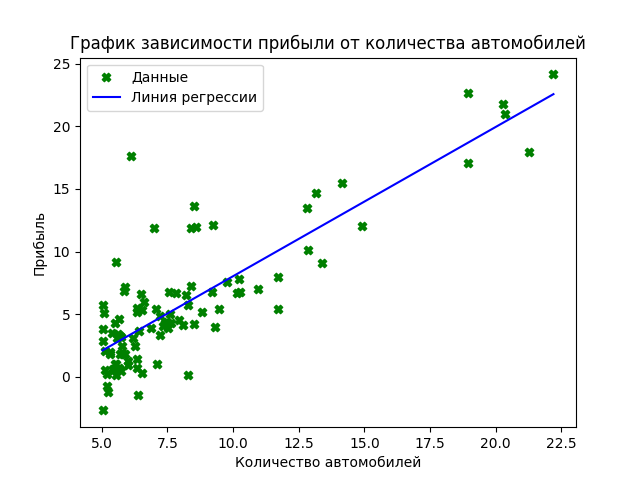 График зависимости прибыли от количества автомобилей
Данные
Линия регрессии
25
20
15
10
5
0
Прибыль
5.0 7.5 10.0 12.5 15.0 17.5 20.0 22.5
Количество автомобилей